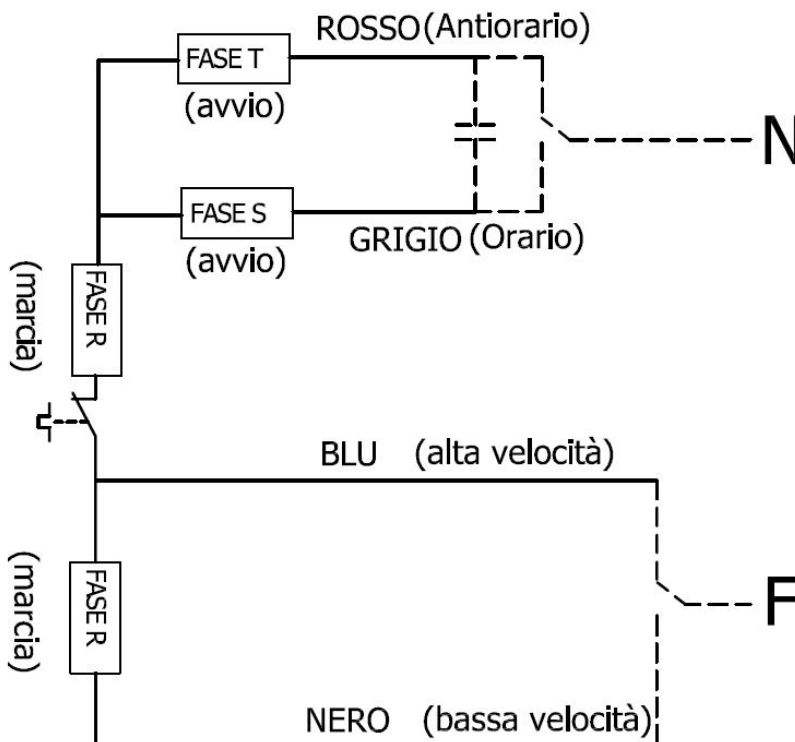 ROSSO (Antiorario)
FASE T
(avvio)
N
FASE S
GRIGIO (Orario)
(avvio)
FASE R
(marcia)
BLU (alta velocità)
FASE R
(marcia)
F
NERO (bassa velocità)